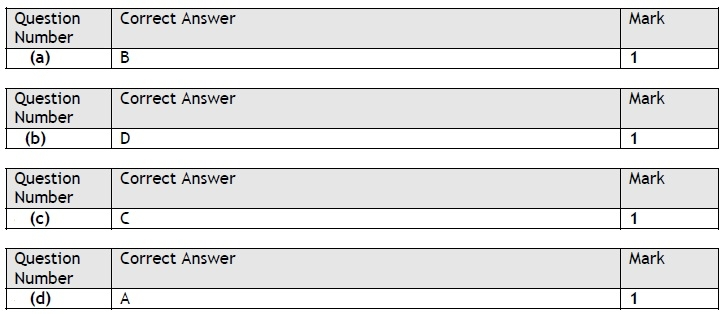 Question Number Correct Answer Mark
(a) B 1
Question Number Correct Answer Mark
(b) D 1
Question Number Correct Answer Mark
(c) C 1
Question Number Correct Answer Mark
(d) A 1